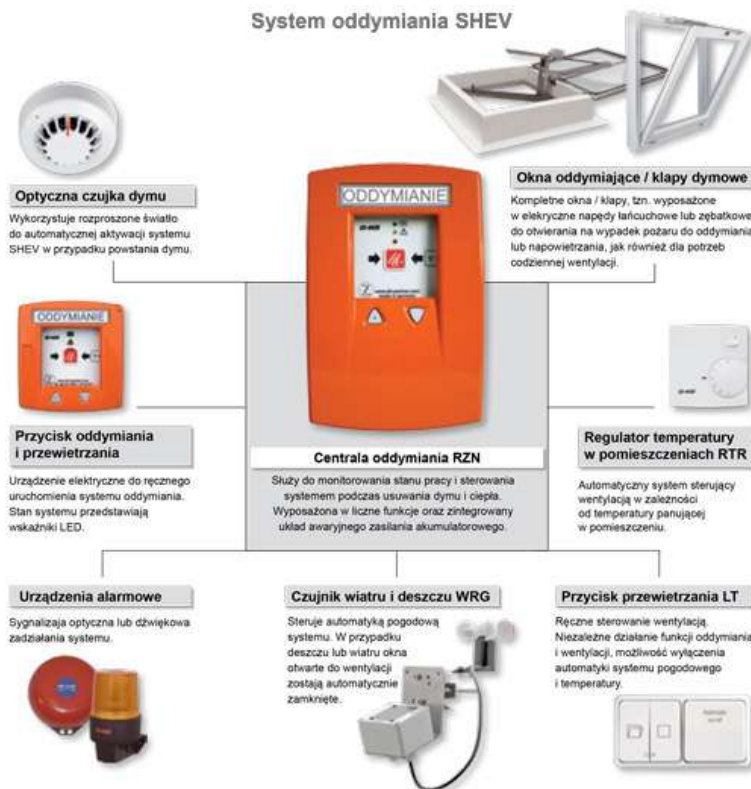 System oddymiania SHEV
Optyczna czujka dymu
Wykorzystuje rozproszone światło
do automatycznej aktywacji systemu
SHEV w przypadku powstania dymu.
Okna oddymiające / klapy dymowe
Kompletne okna / klapy, tzn. wyposażone
w elekryczne napędy łańcuchowe lub zębatkowe
do otwierania na wypadek pożaru do oddymiania
lub napowietrzania, jak również dla potrzeb
codziennej wentylacji.
ODDYMIANIE
ODDYMIANIE
Przycisk oddymiania
i przewietrzania
Urządzenie elektryczne do ręcznego
uruchomienia systemu oddymiania.
Stan systemu przedstawiają
wskaźniki LED.
Centrala oddymiania RZN
Służy do monitorowania stanu pracy i sterowania
systemem podczas usuwania dymu i ciepła.
Wyposażona w liczne funkcje oraz zintegrowany
układ awaryjnego zasilania akumulatorowego.
Regulator temperatury
w pomieszczeniach RTR
Automatyczny system sterujący
wentylacją w zależności
od temperatury panującej
w pomieszczeniu.
Urządzenia alarmowe
Sygnalizaja optyczna lub dźwiękowa
zadziałania systemu.
Czujnik wiatru i deszczu WRG
Steruje automatyką pogodową
systemu. W przypadku
deszczu lub wiatru okna
otwarte do wentylacji
zostają automatycznie
zamknięte.
Przycisk przewietrzania LT
Ręczne sterowanie wentylacją.
Niezależne działanie funkcji oddymiania
i wentylacji, możliwość wyłączenia
automatyki systemu pogodowego
i temperatury.